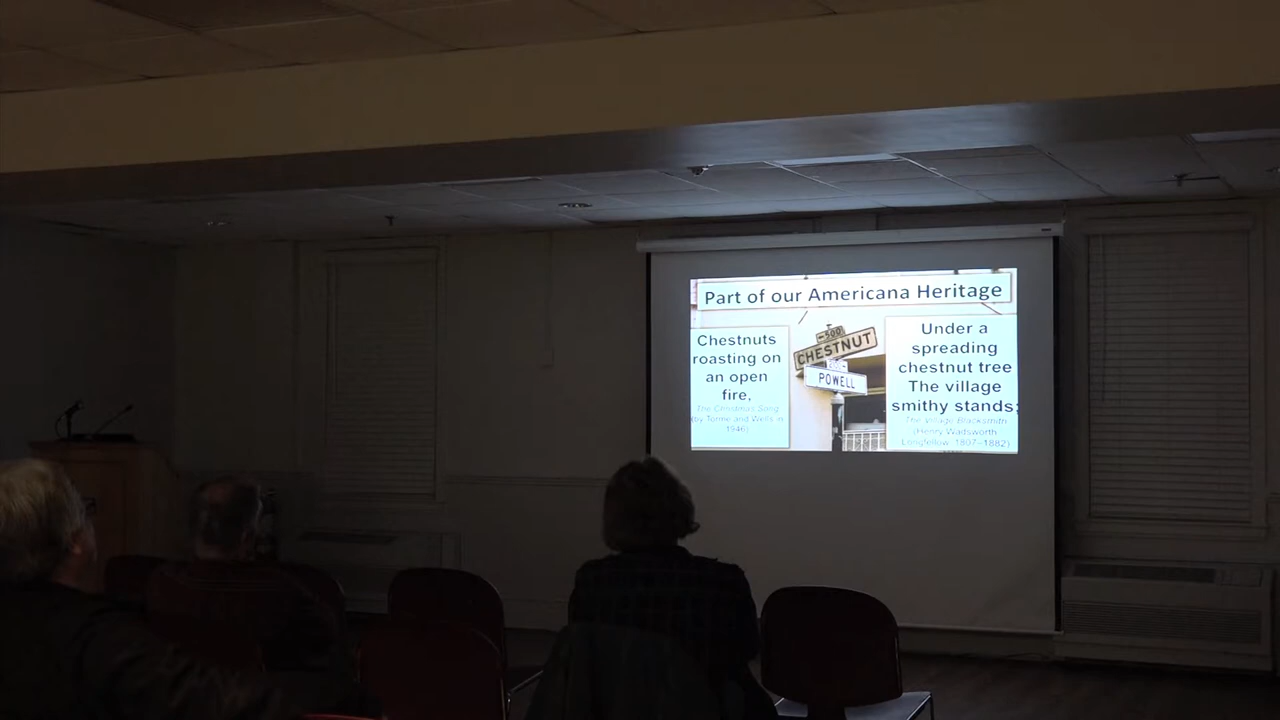 Part of our Americana Heritage
Chestnuts
roasting on
an open
fire,
The Christmas Song
(by Torme and Wells in
1946)
500
CHESTNUT
POWELL
Under a
spreading
chestnut tree
The village
smithy stands;
The Village Blacksmith
(Henry Wadsworth
Longfellow, 1807–1882)